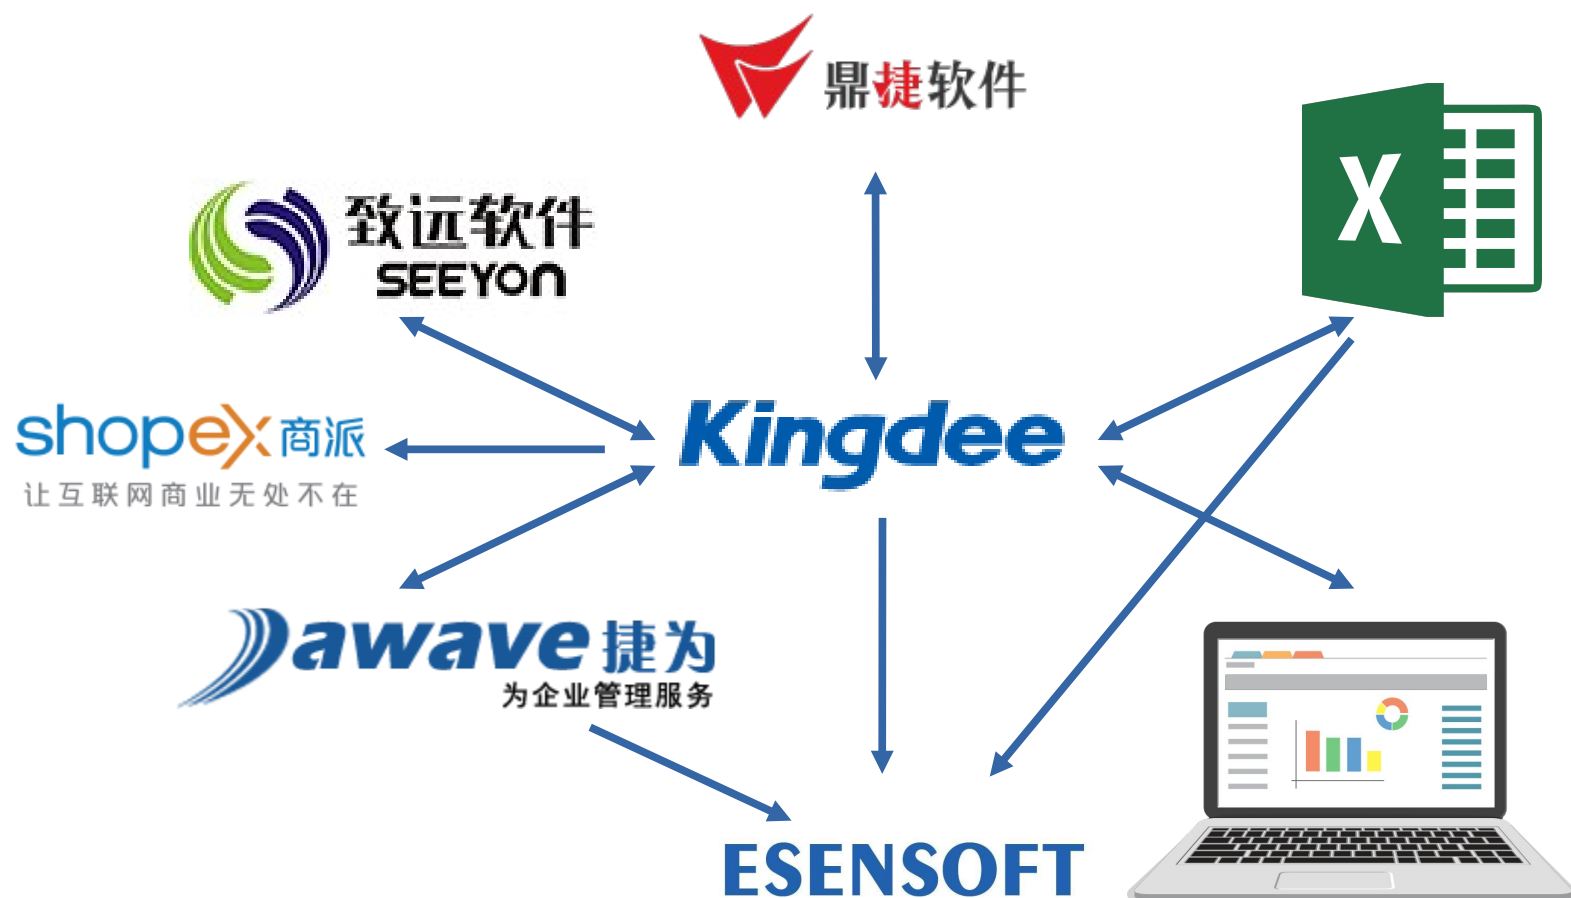 鼎捷软件
X
致远软件
SEEYON
shopex商派
让互联网商业无处不在
Kingdee
Dawave捷为
为企业管理服务
ESENSOFT